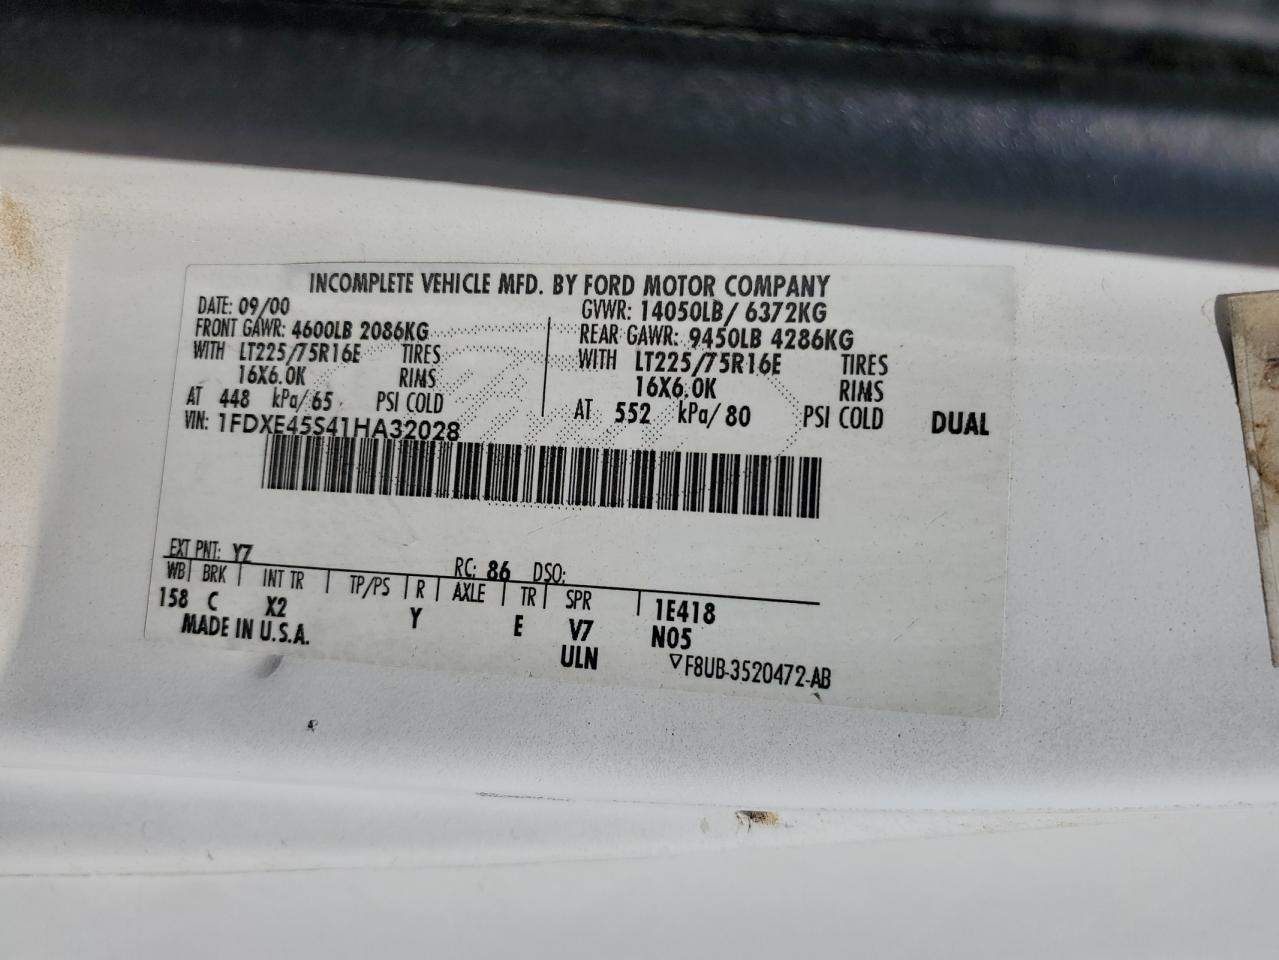 INCOMPLETE VEHICLE MFD. BY FORD MOTOR COMPANY
DATE: 09/00 GVWR: 14050LB/ 6372KG
FRONT GAWR: 4600LB 2086KG REAR GAWR: 9450LB 4286KG
WITH LT225/75R16E TIRES WITH LT225/75R16E TIRES
16X6.0K RIMS 16X6.0K RIMS
AT 448 kPa/65 PSI COLD AT 552 kPa/80 PSI COLD DUAL
VIN: 1FDXE45S41HA32028
EXT PNT: YZ RC: 86 DSO:
WB BRK INT TR TP/PS R AXLE TR SPR 1E418
158 C X2 Y E V7 N05
MADE IN U.S.A. ULN ▽F8UB-3520472-AB